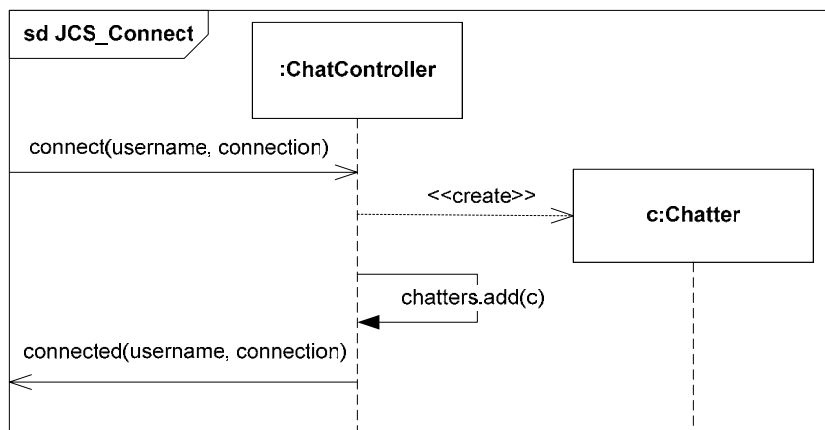 sd JCS_Connect
:ChatController
connect(username, connection)
<<create>>
c:Chatter
chatters.add(c)
connected(username, connection)